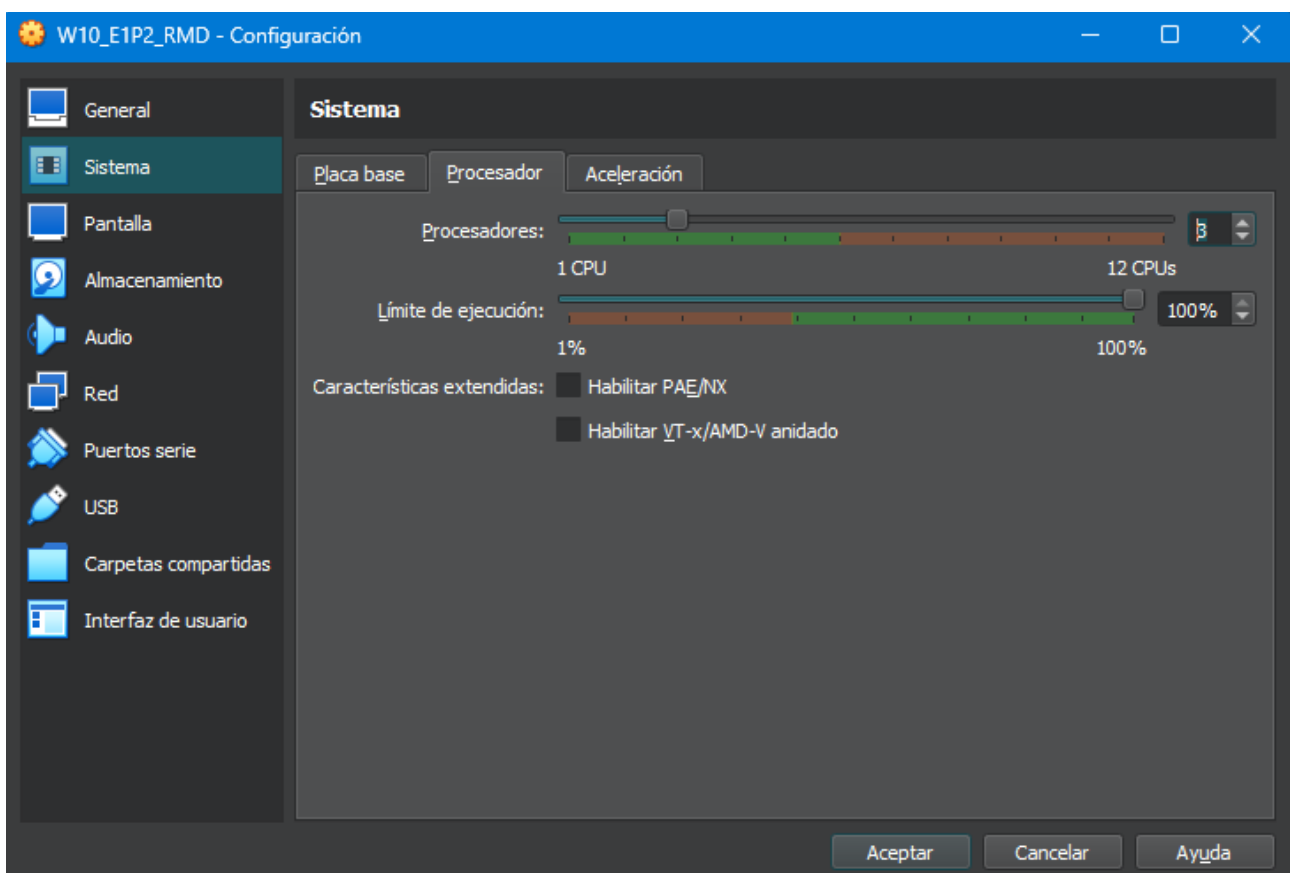 W10_E1P2_RMD - Configuración
General
Sistema
Pantalla
Almacenamiento
Audio
Red
Puertos serie
USB
Carpetas compartidas
Interfaz de usuario
Sistema
Placa base Procesador Aceleración
Procesadores: 3
1 CPU 12 CPUs
Límite de ejecución: 100%
1% 100%
Características extendidas: Habilitar PAE/NX
Habilitar VT-x/AMD-V anidado
Aceptar Cancelar Ayuda